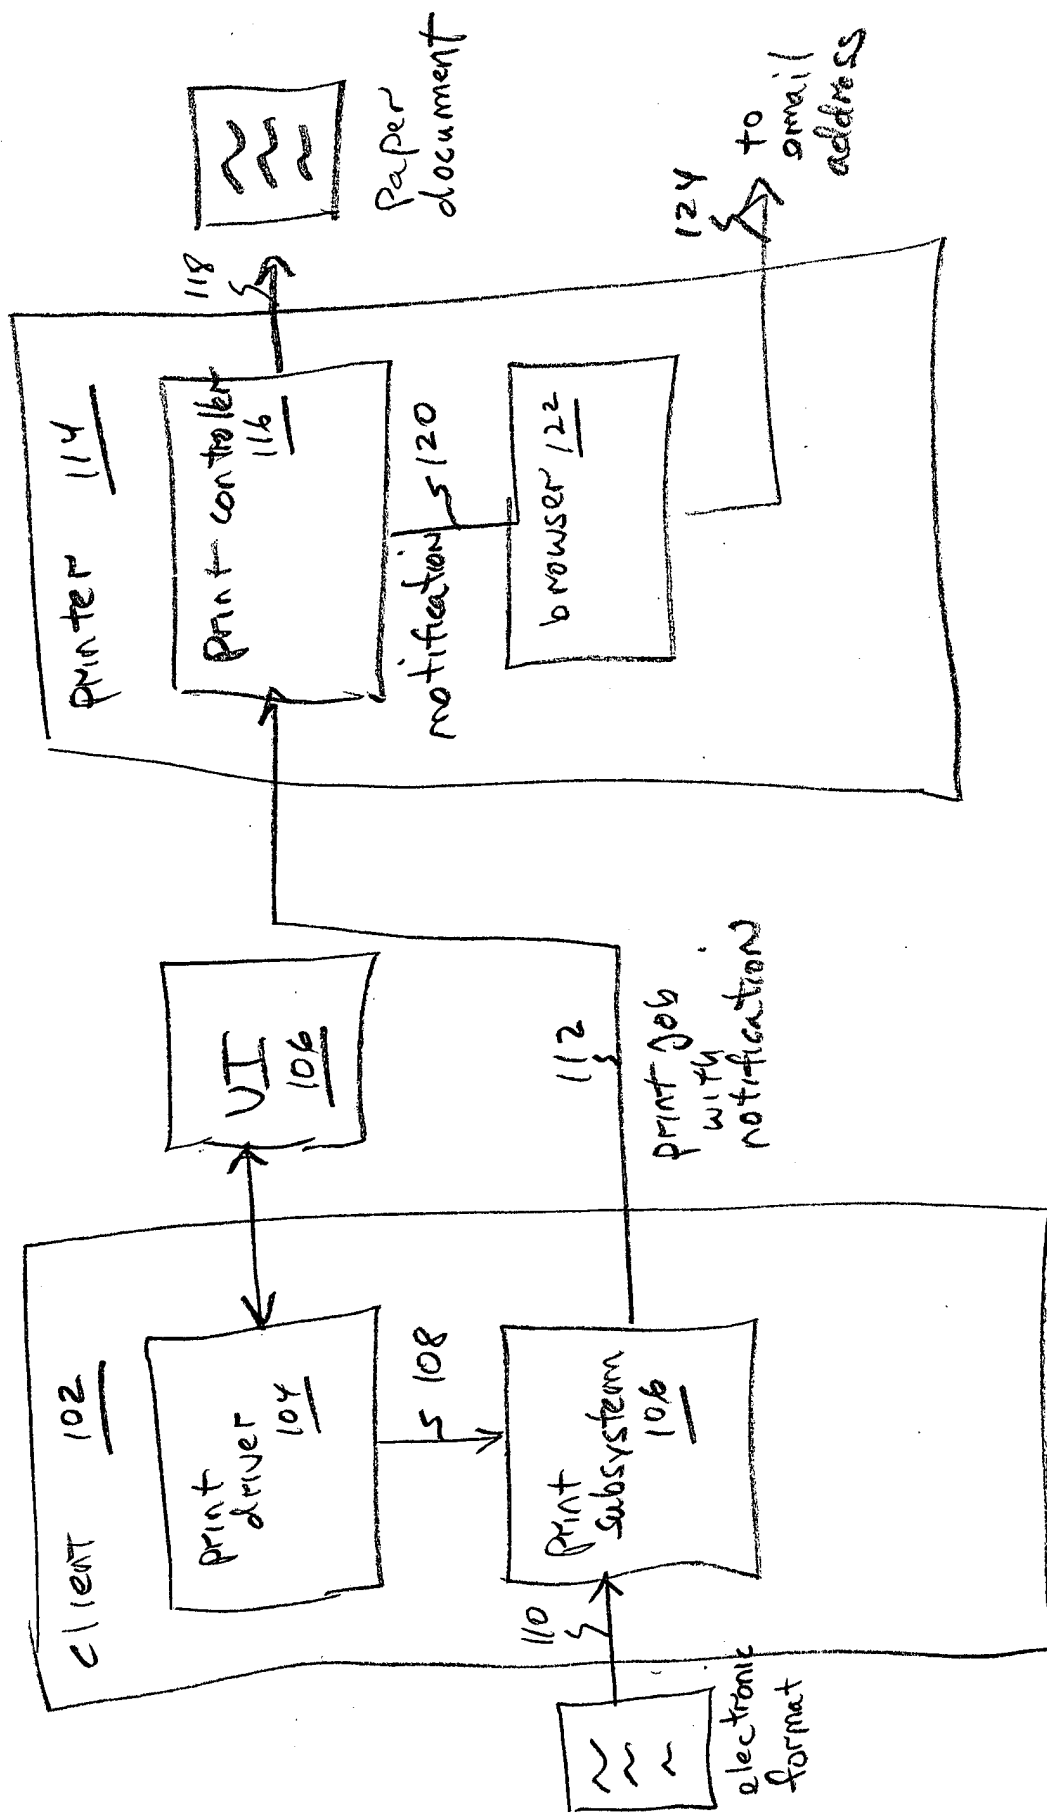 client 102
print
driver
104
108
UI
106
110
electronic
format
print
subsystem
106
112
print job
with
notification
printer 114
print controller
116
118
Paper
document
notification
120
browser 122
124
to
email
address